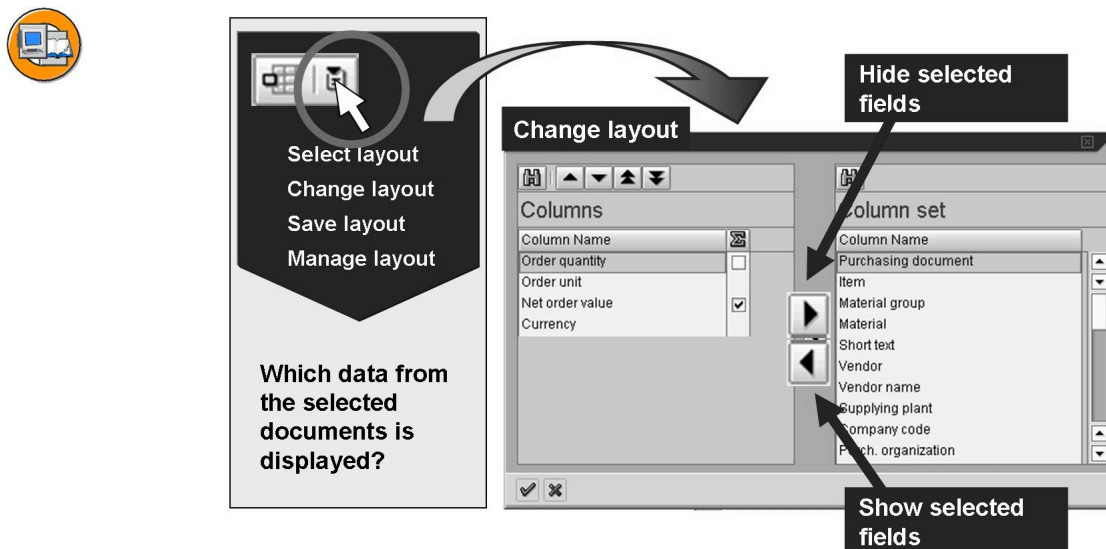 Select layout
Change layout
Save layout
Manage layout
Which data from
the selected
documents is
displayed?
Hide selected
fields
Change layout
Columns
Column Name
Order quantity
Order unit
Net order value
Currency
Column set
Column Name
Purchasing document
Item
Material group
Material
Short text
Vendor
Vendor name
Supplying plant
Company code
organization
Show selected
fields